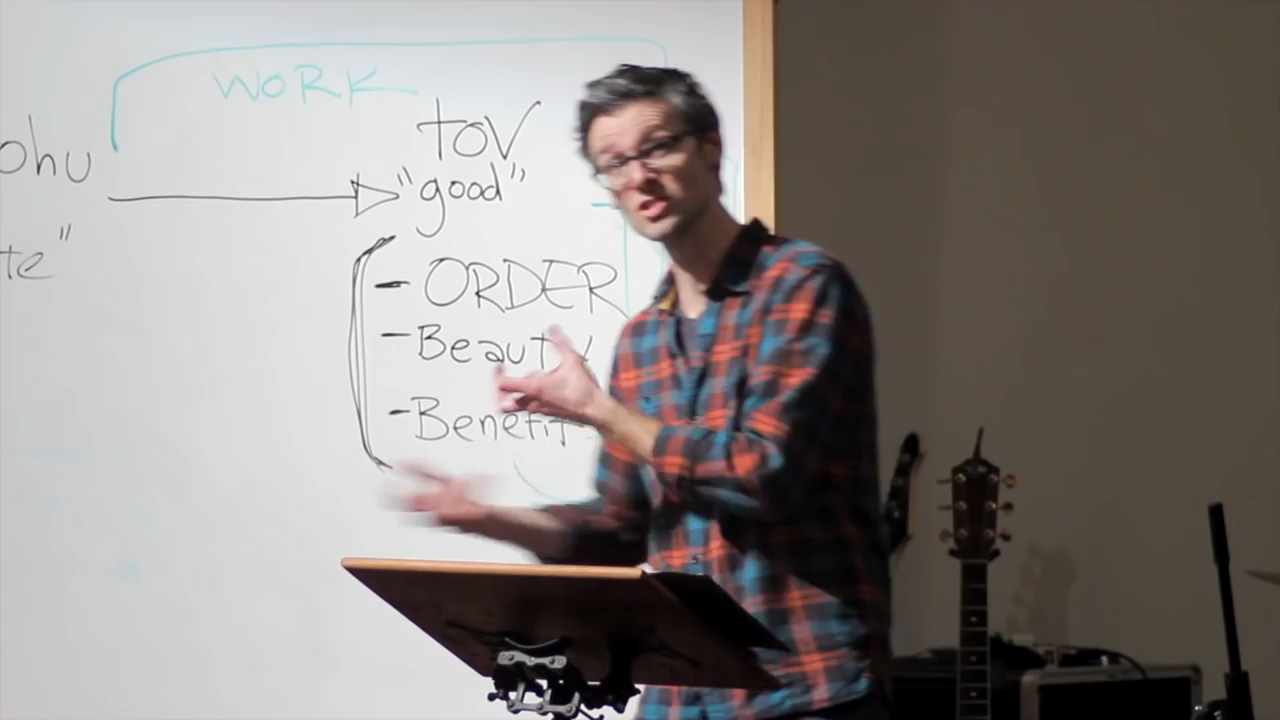 WORK
ohu
TOV
"good"
te"
- ORDER
- Beauty
- Benefit